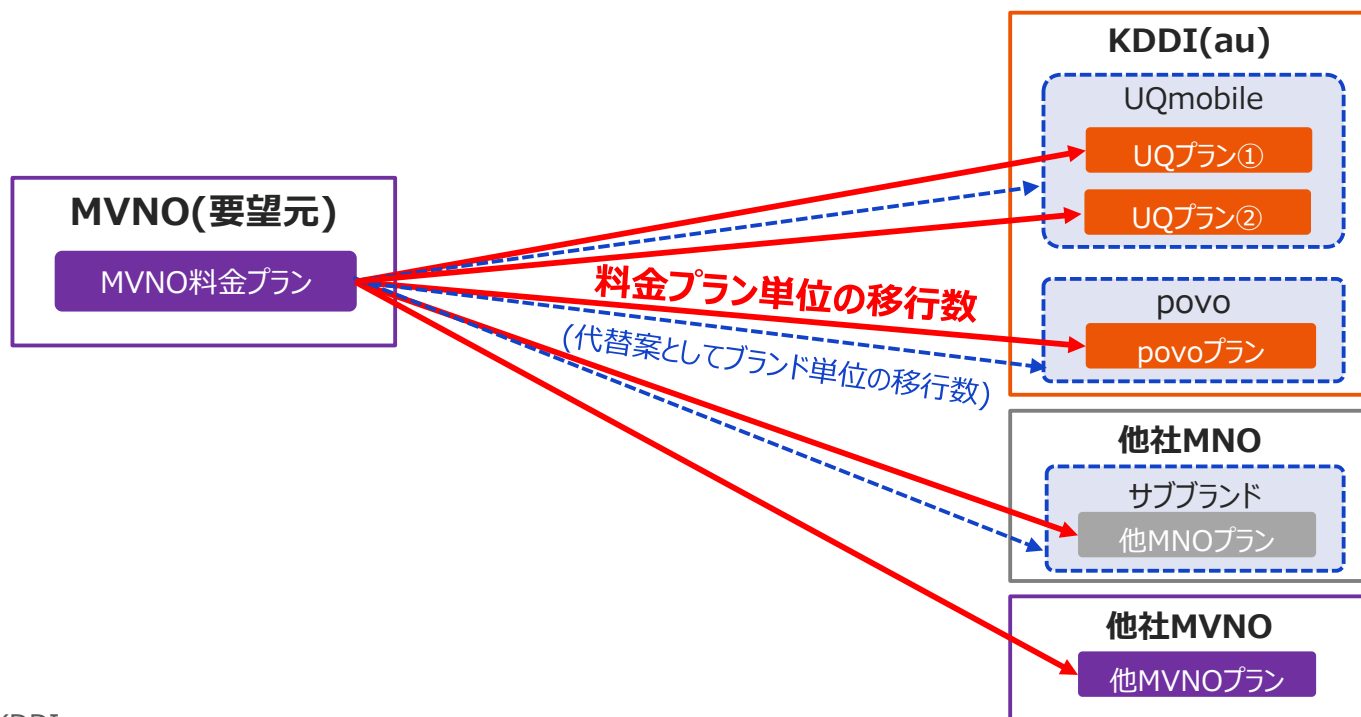 KDDI(au)
UQmobile
UQプラン①
UQプラン②
MVNO(要望元)
MVNO料金プラン
料金プラン単位の移行数
(代替案としてブランド単位の移行数)
povo
povoプラン
他社MNO
サブブランド
他MNOプラン
他社MVNO
他MVNOプラン
KDDI